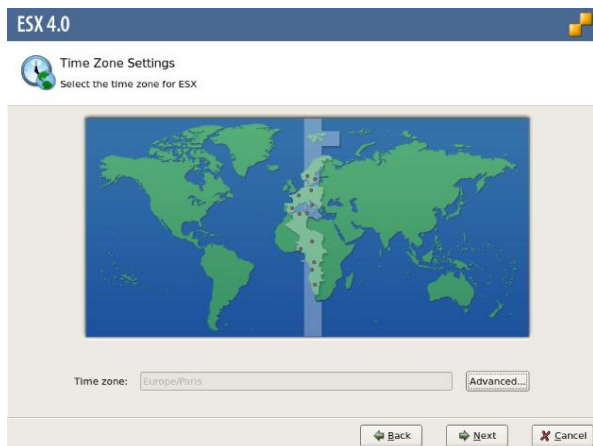 ESX 4.0
Time Zone Settings
Select the time zone for ESX
Time zone: Europe/Paris Advanced...
Back Next Cancel